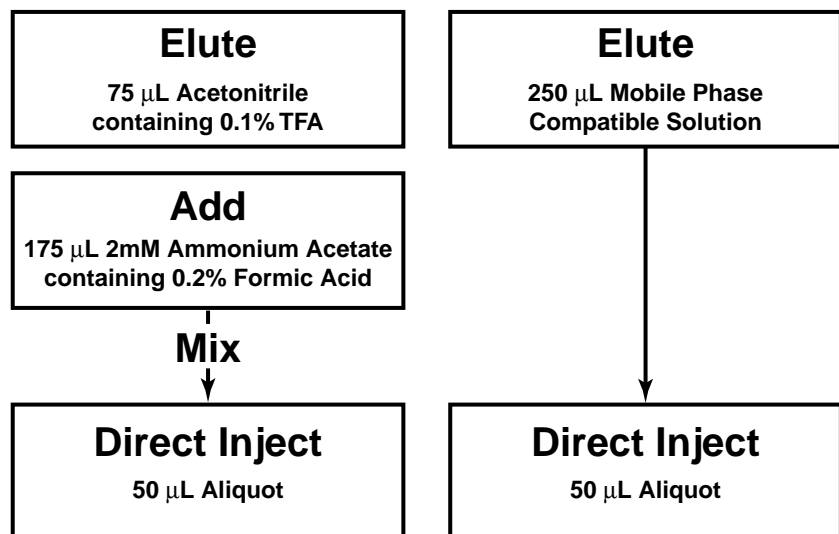 Elute
75 μL Acetonitrile
containing 0.1% TFA
Add
175 μL 2mM Ammonium Acetate
containing 0.2% Formic Acid
Mix
Direct Inject
50 μL Aliquot
Elute
250 μL Mobile Phase
Compatible Solution
Direct Inject
50 μL Aliquot